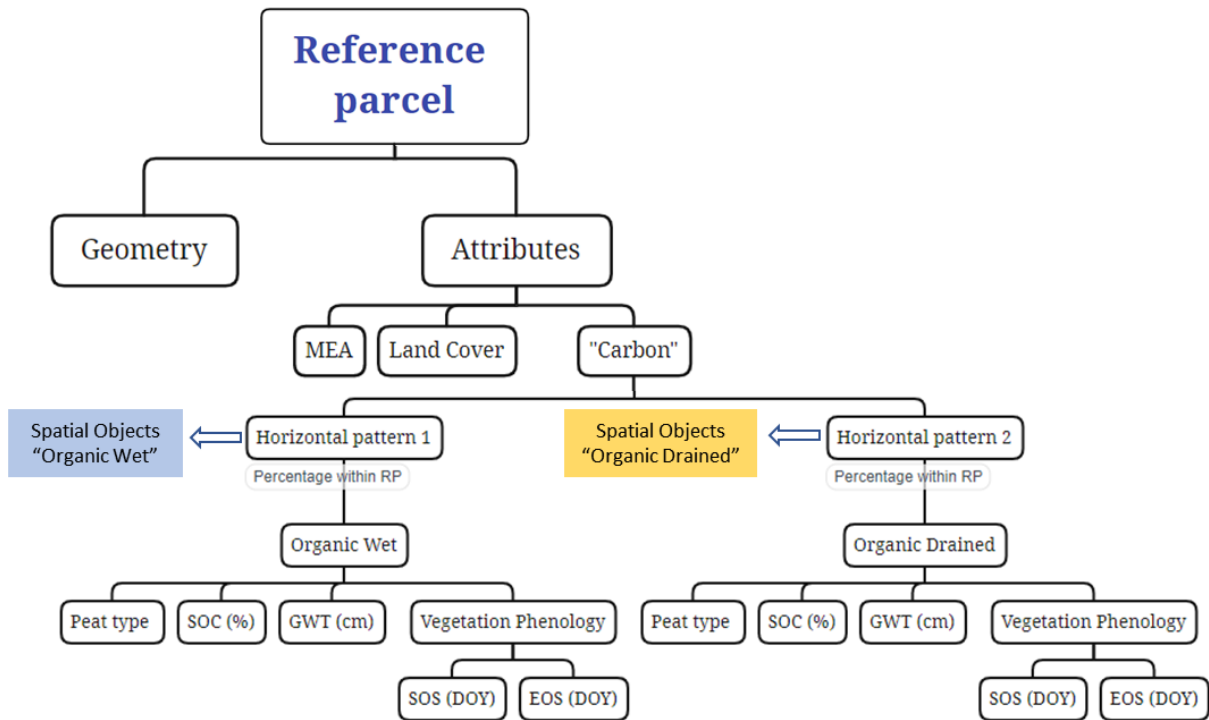 Reference
parcel
Geometry
Attributes
MEA
Land Cover
"Carbon"
Spatial Objects
“Organic Wet”
Horizontal pattern 1
Spatial Objects
“Organic Drained”
Horizontal pattern 2
Percentage within RP
Percentage within RP
Organic Wet
Organic Drained
Peat type
SOC (%)
GWT (cm)
Vegetation Phenology
Peat type
SOC (%)
GWT (cm)
Vegetation Phenology
SOS (DOY)
EOS (DOY)
SOS (DOY)
EOS (DOY)